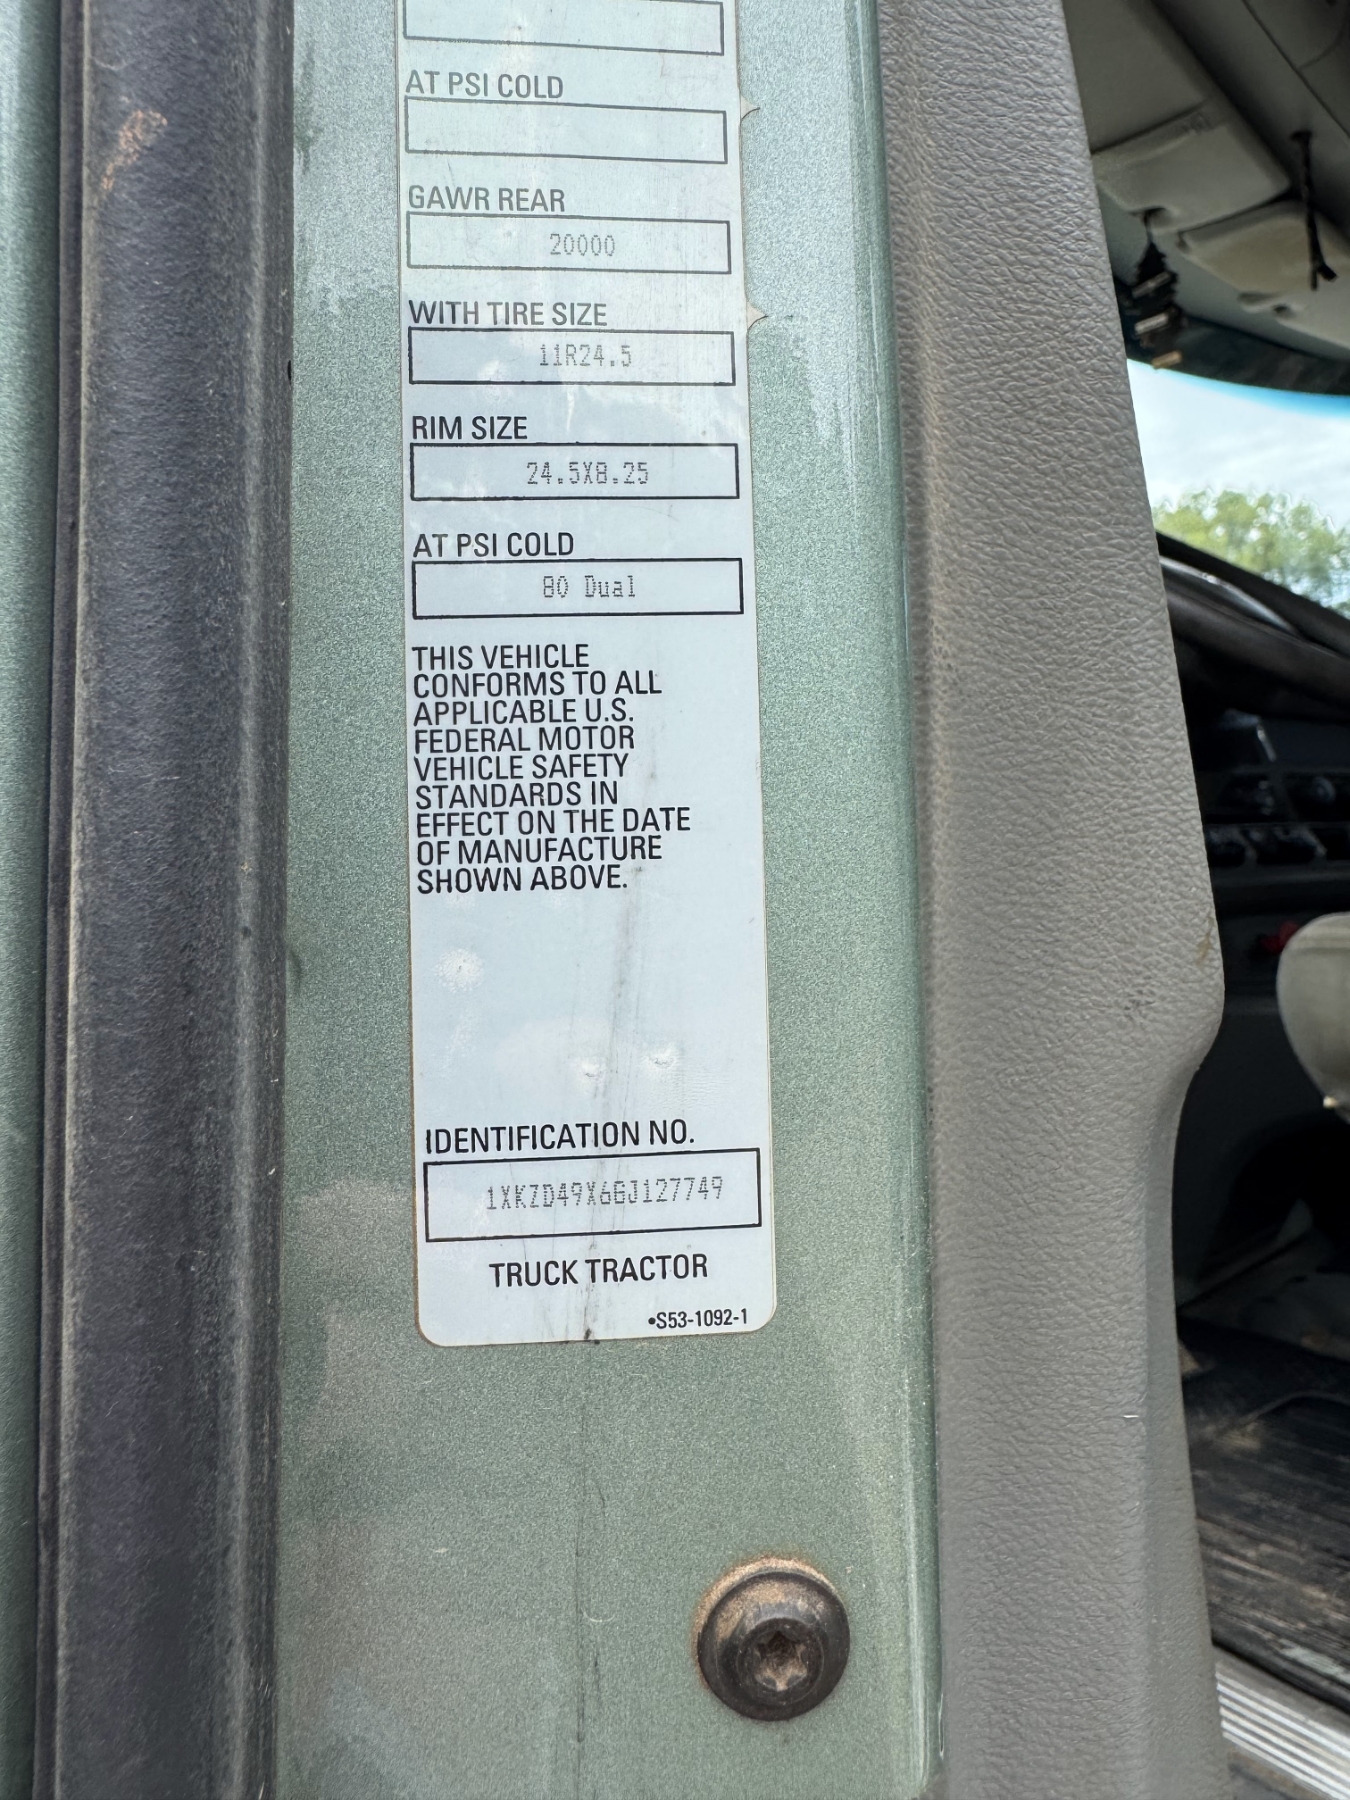 AT PSI COLD
GAWR REAR
20000
WITH TIRE SIZE
11R24.5
RIM SIZE
24.5X8.25
AT PSI COLD
80 Dual
THIS VEHICLE
CONFORMS TO ALL
APPLICABLE U.S.
FEDERAL MOTOR
VEHICLE SAFETY
STANDARDS IN
EFFECT ON THE DATE
OF MANUFACTURE
SHOWN ABOVE.
IDENTIFICATION NO.
1XKZD49X6GJ127749
TRUCK TRACTOR
•S53-1092-1